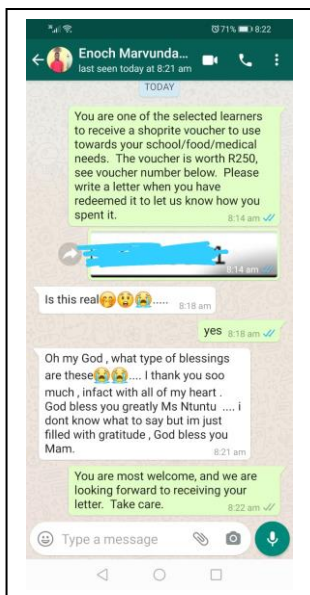 71% 8:22
Enoch Marvunda...
last seen today at 8:21 am
TODAY
You are one of the selected learners
to receive a shoprite voucher to use
towards your school/food/medical
needs. The voucher is worth R250,
see voucher number below. Please
write a letter when you have
redeemed it to let us know how you
spent it.
8:14 am
1
8:14 am
Is this real🤭😲😭.....
8:18 am
yes 8:18 am
Oh my God , what type of blessings
are these😭😭.... I thank you soo
much , infact with all of my heart .
God bless you greatly Ms Ntuntu .... i
dont know what to say but im just
filled with gratitude , God bless you
Mam.
8:21 am
You are most welcome, and we are
looking forward to receiving your
letter. Take care.
8:22 am
Type a message